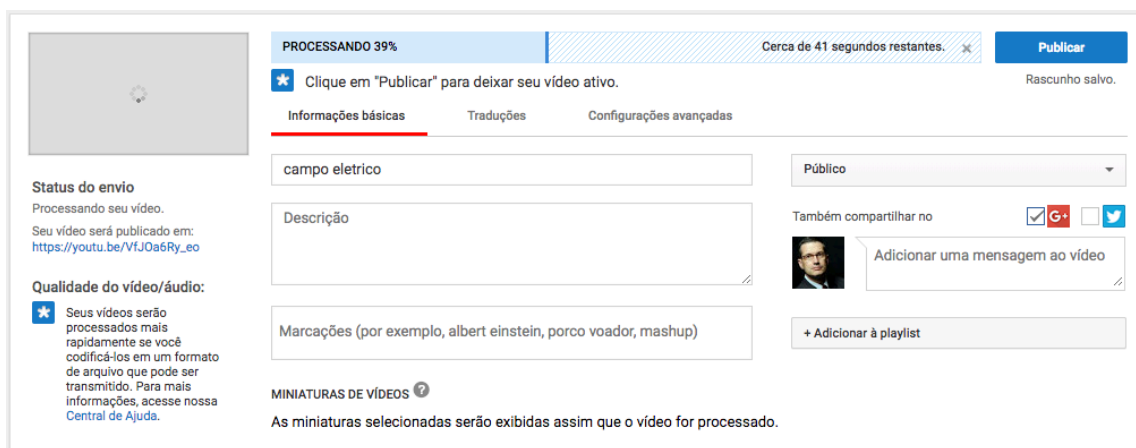 PROCESSANDO 39%
Cerca de 41 segundos restantes.
Publicar
Clique em "Publicar" para deixar seu vídeo ativo.
Rascunho salvo.
Informações básicas
Traduções
Configurações avançadas
campo eletrico
Público
Status do envio
Processando seu vídeo.
Seu vídeo será publicado em:
https://youtu.be/VfJOa6Ry_eo
Descrição
Também compartilhar no
G+
Adicionar uma mensagem ao vídeo
Qualidade do vídeo/áudio:
Seus vídeos serão
processados mais
rapidamente se você
codificá-los em um formato
de arquivo que pode ser
transmitido. Para mais
informações, acesse nossa
Central de Ajuda.
Marcações (por exemplo, albert einstein, porco voador, mashup)
+ Adicionar à playlist
MINIATURAS DE VÍDEOS ?
As miniaturas selecionadas serão exibidas assim que o vídeo for processado.